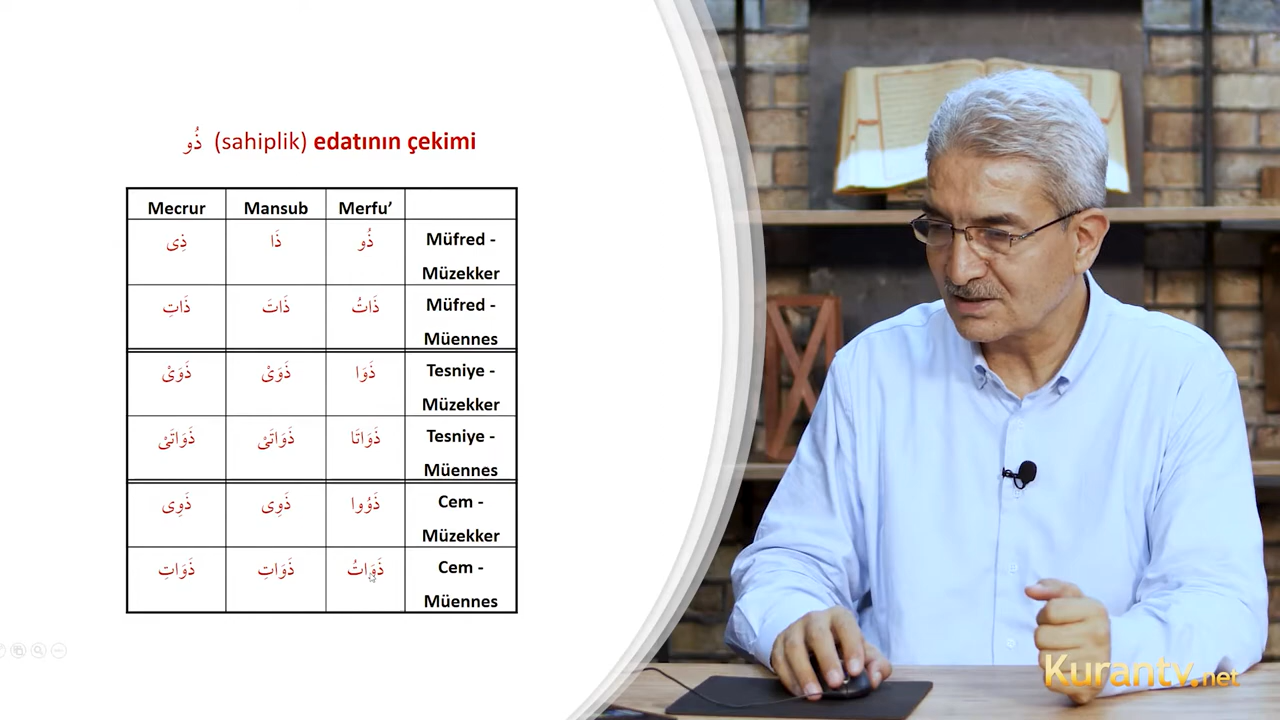 ذُو (sahiplik) edatının çekimi
Mecrur Mansub Merfu’
ذِى ذَا ذُو Müfred -
Müzekker
ذَاتِ ذَاتَ ذَاتُ Müfred -
Müennes
ذَوَىْ ذَوَىْ ذَوَا Tesniye -
Müzekker
ذَوَاتَىْ ذَوَاتَىْ ذَوَاتَا Tesniye -
Müennes
ذَوِى ذَوِى ذَوُوا Cem -
Müzekker
ذَوَاتِ ذَوَاتِ ذَوَاتُ Cem -
Müennes
Kurantv.net